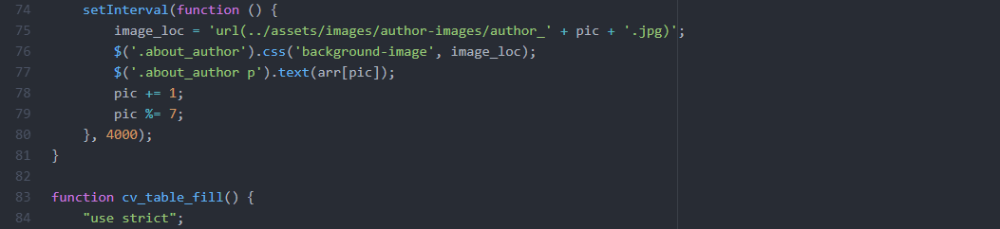 74 setInterval(function () {
75 image_loc = 'url(../assets/images/author-images/author_' + pic + '.jpg)';
76 $('.about_author').css('background-image', image_loc);
77 $('.about_author p').text(arr[pic]);
78 pic += 1;
79 pic %= 7;
80 }, 4000);
81 }
82
83 function cv_table_fill() {
84 "use strict";